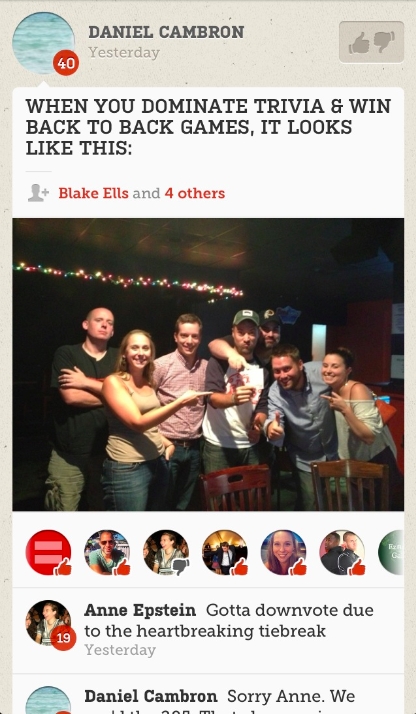 DANIEL CAMBRON
Yesterday
40
WHEN YOU DOMINATE TRIVIA & WIN
BACK TO BACK GAMES, IT LOOKS
LIKE THIS:
Blake Ells and 4 others
Anne Epstein Gotta downvote due
to the heartbreaking tiebreak
19
Yesterday
Daniel Cambron Sorry Anne. We